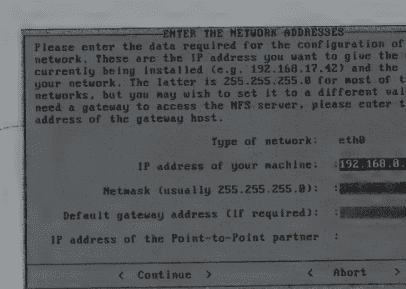 ENTER THE NETWORK ADDRESSES
Please enter the data required for the configuration of
network. These are the IP address you want to give the
currently being installed (e.g. 192.168.17.42) and the
your network. The latter is 255.255.255.0 for most of t
networks, but you may wish to set it to a different val
need a gateway to access the NFS server, please enter t
address of the gateway host.
Type of network: eth0
IP address of your machine: :192.168.0.
Netmask (usually 255.255.255.0): :
Default gateway address (if required): :
IP address of the Point-to-Point partner :
< Continue > < Abort >